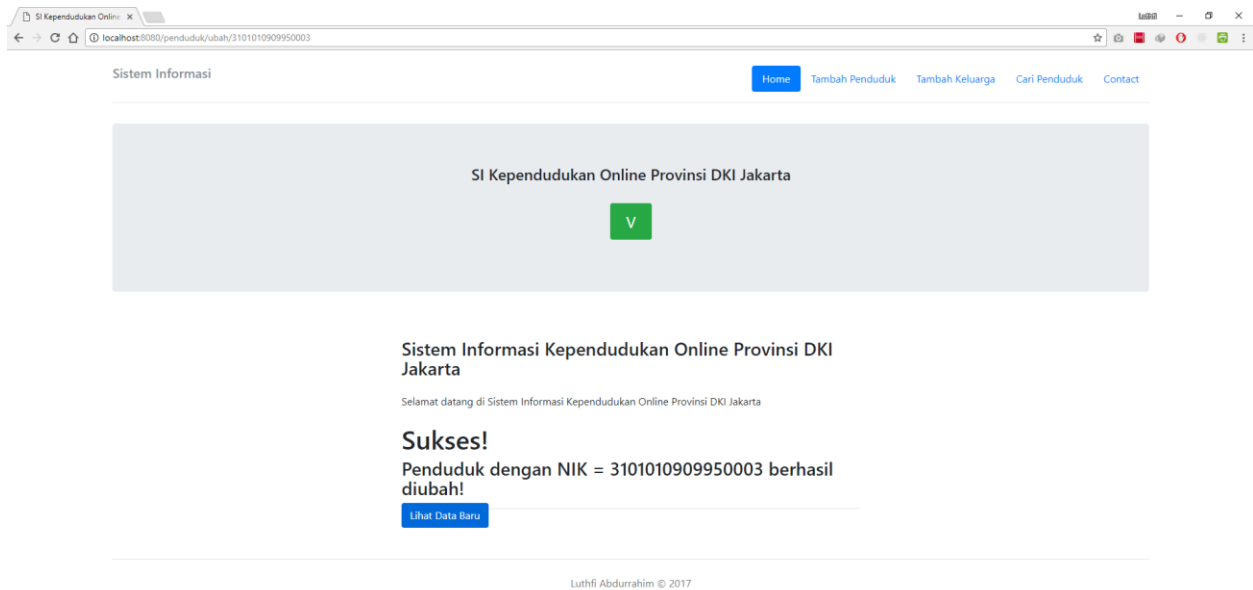 SI Kependudukan Online
localhost:8080/penduduk/ubah/3101010909950003
Sistem Informasi
Home Tambah Penduduk Tambah Keluarga Cari Penduduk Contact
SI Kependudukan Online Provinsi DKI Jakarta
V
Sistem Informasi Kependudukan Online Provinsi DKI
Jakarta
Selamat datang di Sistem Informasi Kependudukan Online Provinsi DKI Jakarta
Sukses!
Penduduk dengan NIK = 3101010909950003 berhasil
diubah!
Lihat Data Baru
Luthfi Abdurrahim © 2017